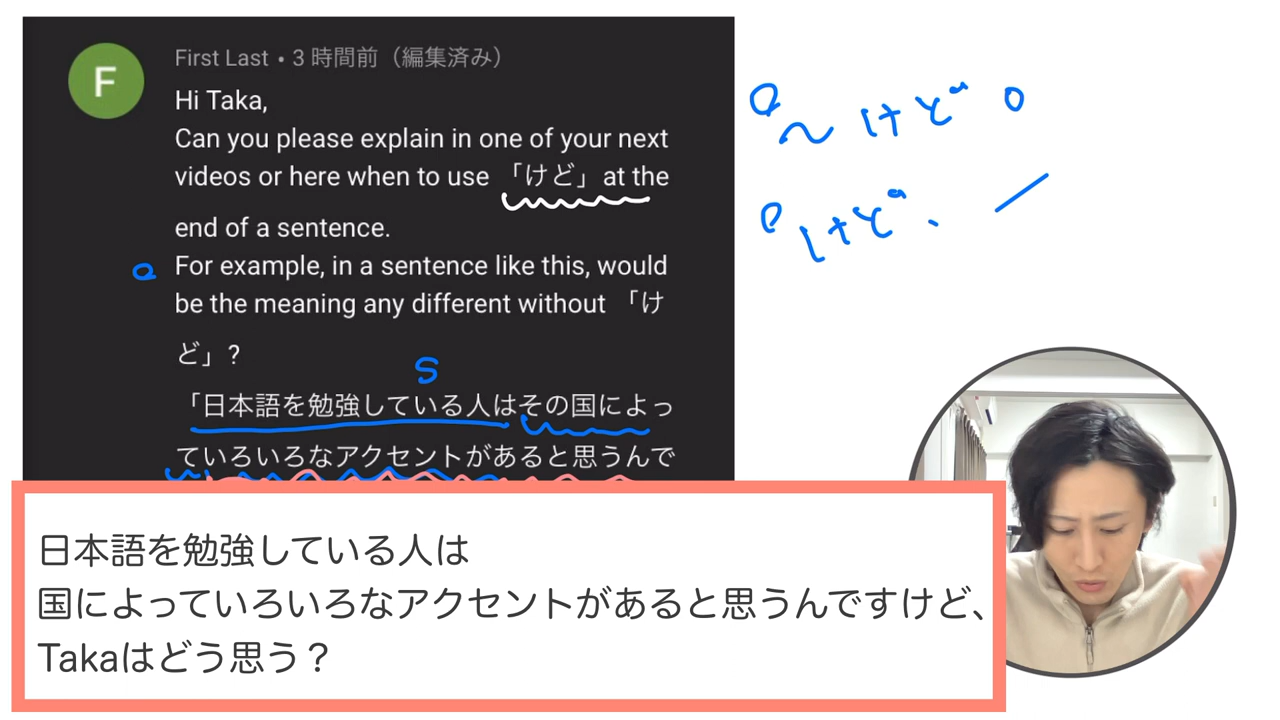 F
First Last • 3 時間前（編集済み）
Hi Taka,
Can you please explain in one of your next
videos or here when to use 「けど」at the
end of a sentence.
For example, in a sentence like this, would
be the meaning any different without 「け
ど」?
「日本語を勉強している人はその国によっ
ていろいろなアクセントがあると思うんで
S
〜けど。
けど、
日本語を勉強している人は
国によっていろいろなアクセントがあると思うんですけど、
Takaはどう思う？